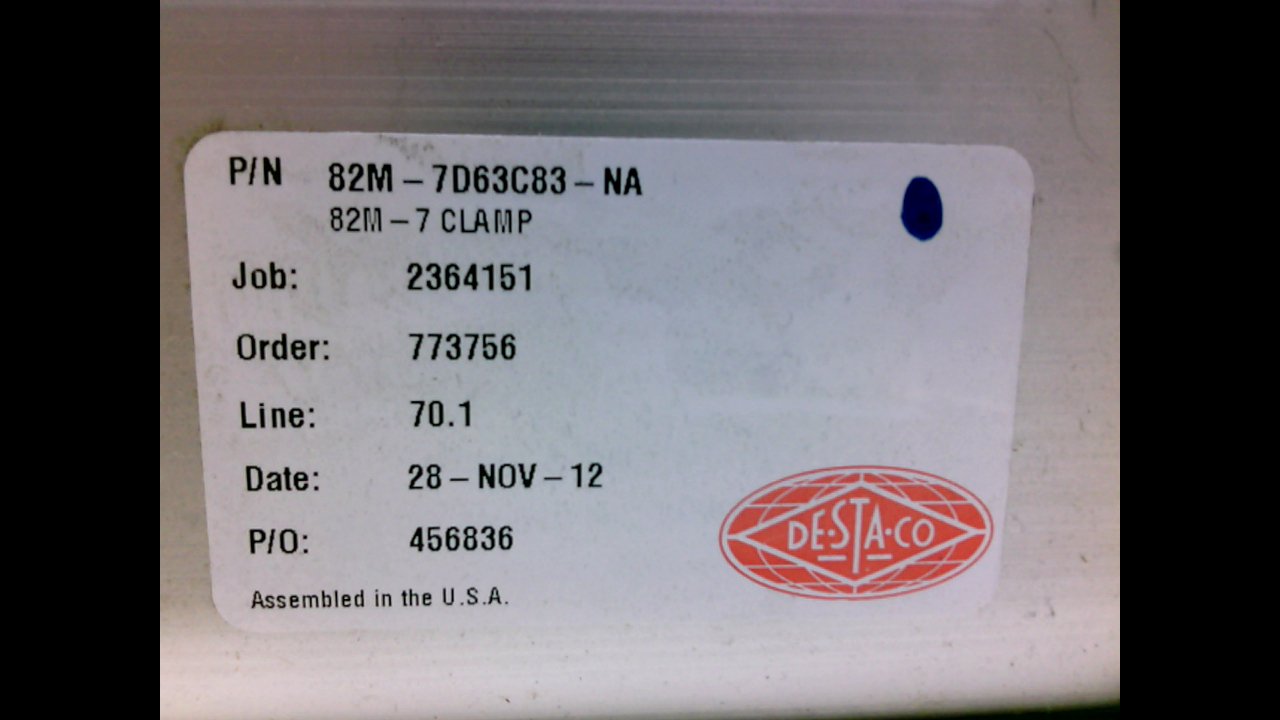 P/N 82M – 7D63C83 – NA
82M – 7 CLAMP
Job: 2364151
Order: 773756
Line: 70.1
Date: 28 – NOV – 12
P/O: 456836
Assembled in the U.S.A.
DE-STA-CO